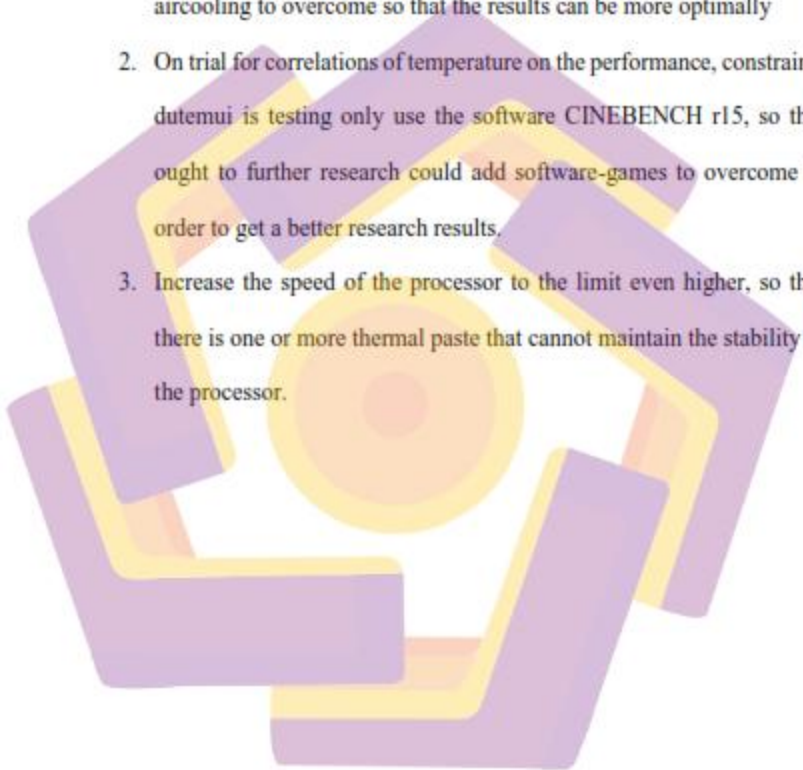 aircooling to overcome so that the results can be more optimally
2. On trial for correlations of temperature on the performance, constrain
dutemui is testing only use the software CINEBENCH r15, so th
ought to further research could add software-games to overcome
order to get a better research results.
3. Increase the speed of the processor to the limit even higher, so th
there is one or more thermal paste that cannot maintain the stability
the processor.